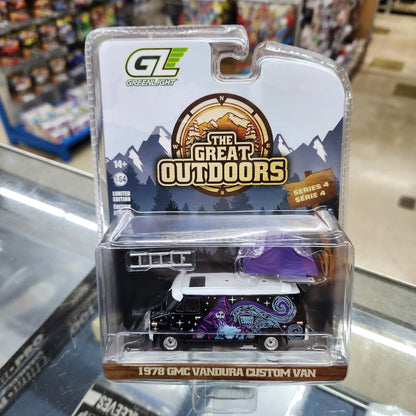 GL
GREENLIGHT
THE
GREAT
OUTDOORS
14+
1:64
LIMITED
EDITION
ÉDITION
SERIES 4
SÉRIE 4
1978 GMC VANDURA CUSTOM VAN